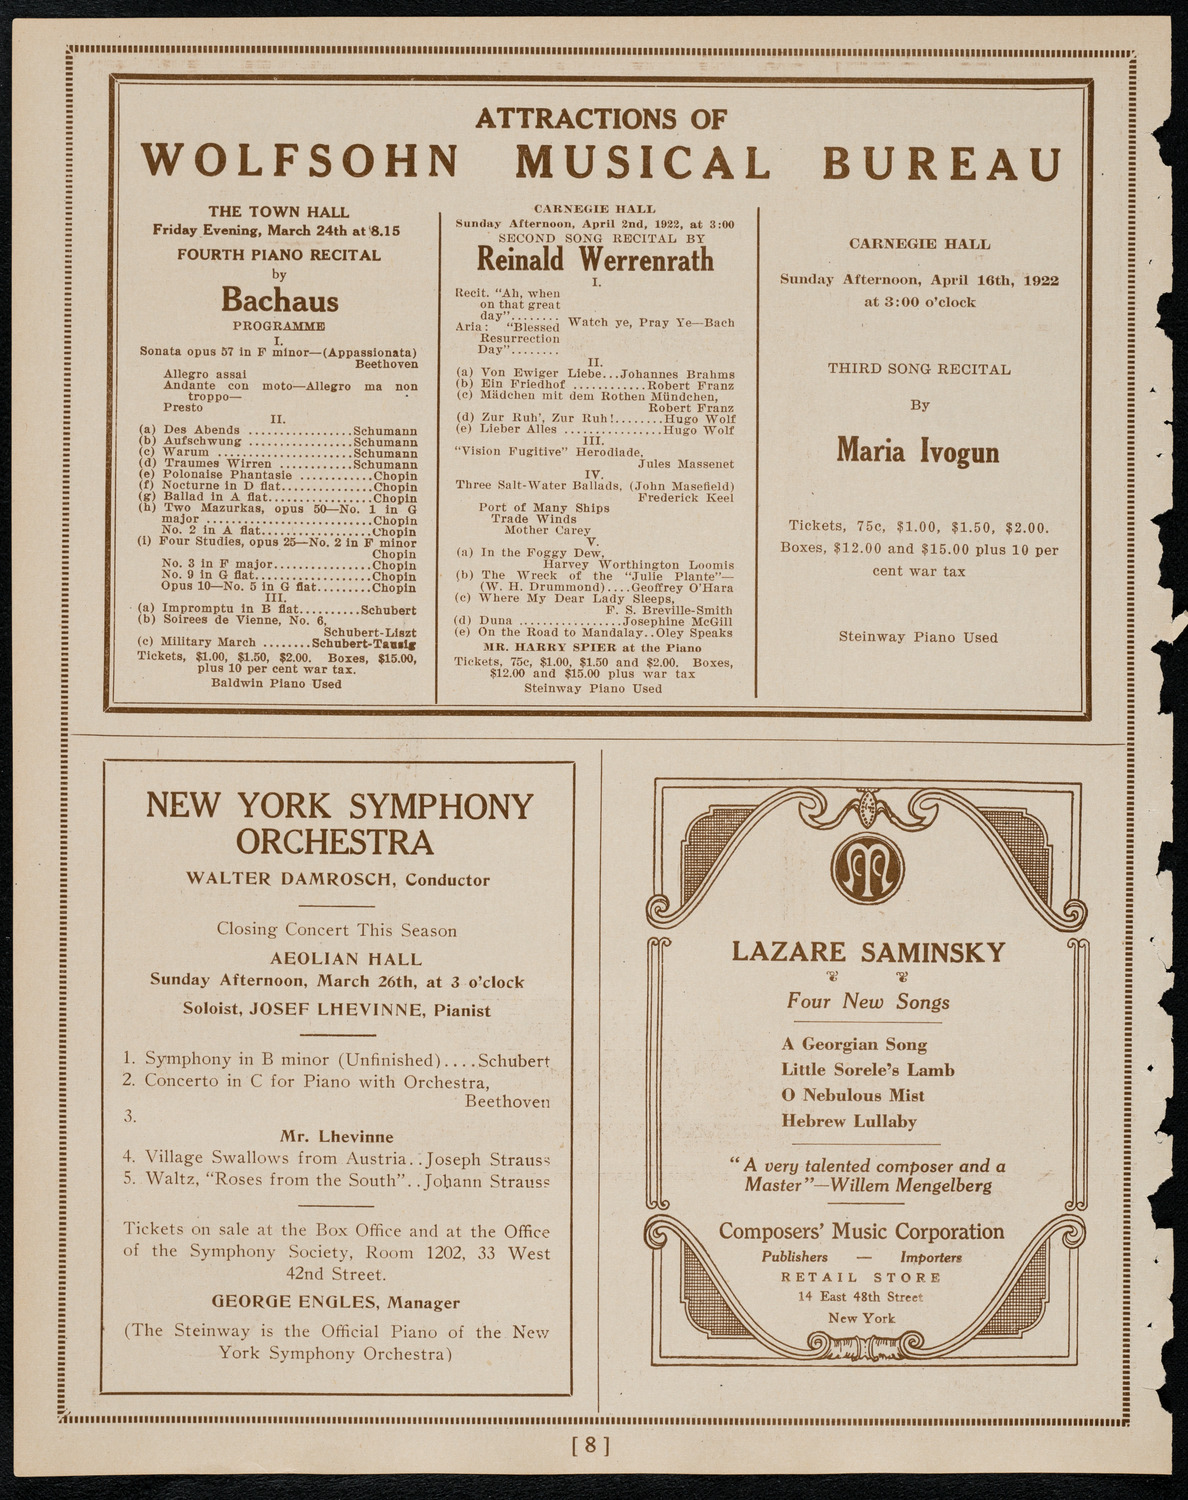 ATTRACTIONS OF
WOLFSOHN MUSICAL BUREAU
THE TOWN HALL
Friday Evening, March 24th at 8.15
FOURTH PIANO RECITAL
by
Bachaus
PROGRAMME
I.
Sonata opus 57 in F minor—(Appassionata)
Beethoven
Allegro assai
Andante con moto—Allegro ma non
troppo—
Presto
II.
(a) Des Abends ................Schumann
(b) Aufschwung ................Schumann
(c) Warum .....................Schumann
(d) Traumes Wirren ...........Schumann
(e) Polonaise Phantasie ...........Chopin
(f) Nocturne in D flat..............Chopin
(g) Ballad in A flat................Chopin
(h) Two Mazurkas, opus 50—No. 1 in G
major .........................Chopin
No. 2 in A flat.................Chopin
(i) Four Studies, opus 25—No. 2 in F minor
Chopin
No. 3 in F major...............Chopin
No. 9 in G flat..................Chopin
Opus 10—No. 5 in G flat.........Chopin
III.
(a) Impromptu in B flat..........Schubert
(b) Soirees de Vienne, No. 6,
Schubert-Liszt
(c) Military March ........Schubert-Tausig
Tickets, $1.00, $1.50, $2.00. Boxes, $15.00,
plus 10 per cent war tax.
Baldwin Piano Used
CARNEGIE HALL
Sunday Afternoon, April 2nd, 1922, at 3:00
SECOND SONG RECITAL BY
Reinald Werrenrath
I.
Recit. "Ah, when
on that great
day"........
Aria: "Blessed Watch ye, Pray Ye—Bach
Resurrection
Day"........
II.
(a) Von Ewiger Liebe...Johannes Brahms
(b) Ein Friedhof ............Robert Franz
(c) Mädchen mit dem Rothen Mündchen,
Robert Franz
(d) Zur Ruh', Zur Ruh!........Hugo Wolf
(e) Lieber Alles ................Hugo Wolf
III.
"Vision Fugitive" Herodiade,
Jules Massenet
IV.
Three Salt-Water Ballads, (John Masefield)
Frederick Keel
Port of Many Ships
Trade Winds
Mother Carey
V.
(a) In the Foggy Dew,
Harvey Worthington Loomis
(b) The Wreck of the "Julie Plante"—
(W. H. Drummond)....Geoffrey O'Hara
(c) Where My Dear Lady Sleeps,
F. S. Breville-Smith
(d) Duna .................Josephine McGill
(e) On the Road to Mandalay..Oley Speaks
MR. HARRY SPIER at the Piano
Tickets, 75c, $1.00, $1.50 and $2.00. Boxes,
$12.00 and $15.00 plus war tax
Steinway Piano Used
CARNEGIE HALL
Sunday Afternoon, April 16th, 1922
at 3:00 o'clock
THIRD SONG RECITAL
By
Maria Ivogun
Tickets, 75c, $1.00, $1.50, $2.00.
Boxes, $12.00 and $15.00 plus 10 per
cent war tax
Steinway Piano Used
NEW YORK SYMPHONY
ORCHESTRA
WALTER DAMROSCH, Conductor
Closing Concert This Season
AEOLIAN HALL
Sunday Afternoon, March 26th, at 3 o'clock
Soloist, JOSEF LHEVINNE, Pianist
1. Symphony in B minor (Unfinished)....Schubert
2. Concerto in C for Piano with Orchestra,
Beethoven
3.
Mr. Lhevinne
4. Village Swallows from Austria..Joseph Strauss
5. Waltz, "Roses from the South"..Johann Strauss
Tickets on sale at the Box Office and at the Office
of the Symphony Society, Room 1202, 33 West
42nd Street.
GEORGE ENGLES, Manager
(The Steinway is the Official Piano of the New
York Symphony Orchestra)
LAZARE SAMINSKY
Four New Songs
A Georgian Song
Little Sorele's Lamb
O Nebulous Mist
Hebrew Lullaby
"A very talented composer and a
Master"—Willem Mengelberg
Composers' Music Corporation
Publishers — Importers
RETAIL STORE
14 East 48th Street
New York
[ 8 ]